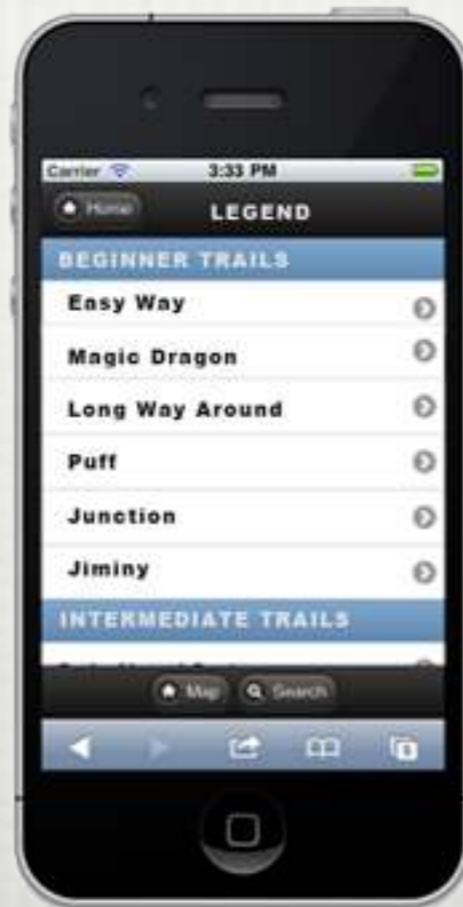 Carrier 3:33 PM
Home LEGEND
BEGINNER TRAILS
Easy Way
Magic Dragon
Long Way Around
Puff
Junction
Jiminy
INTERMEDIATE TRAILS
Map Search